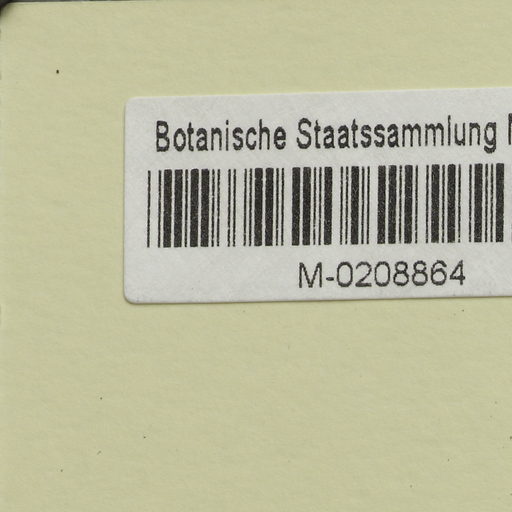 Botanische Staatssammlung
M-0208864